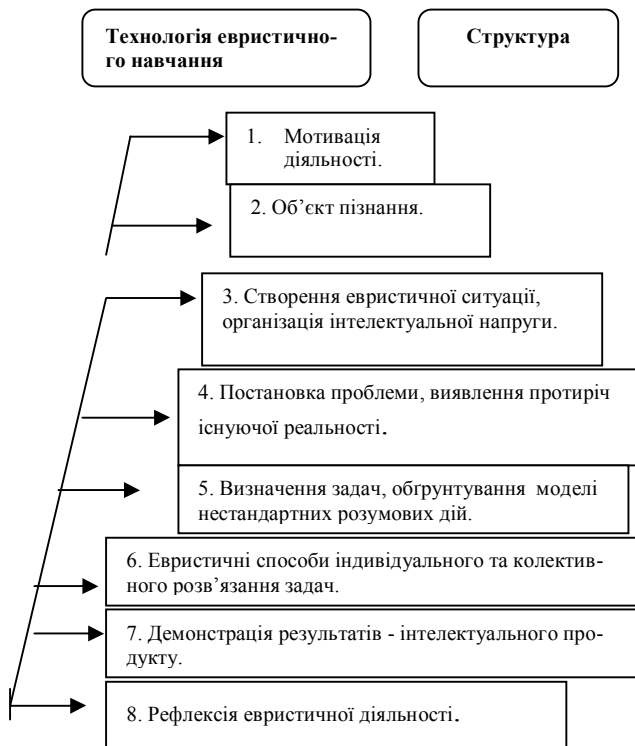 Технологія евристично-
го навчання
Структура
1. Мотивація
діяльності.
2. Об’єкт пізнання.
3. Створення евристичної ситуації,
організація інтелектуальної напруги.
4. Постановка проблеми, виявлення протиріч
існуючої реальності.
5. Визначення задач, обґрунтування моделі
нестандартних розумових дій.
6. Евристичні способи індивідуального та колектив-
ного розв’язання задач.
7. Демонстрація результатів - інтелектуального про-
дукту.
8. Рефлексія евристичної діяльності.